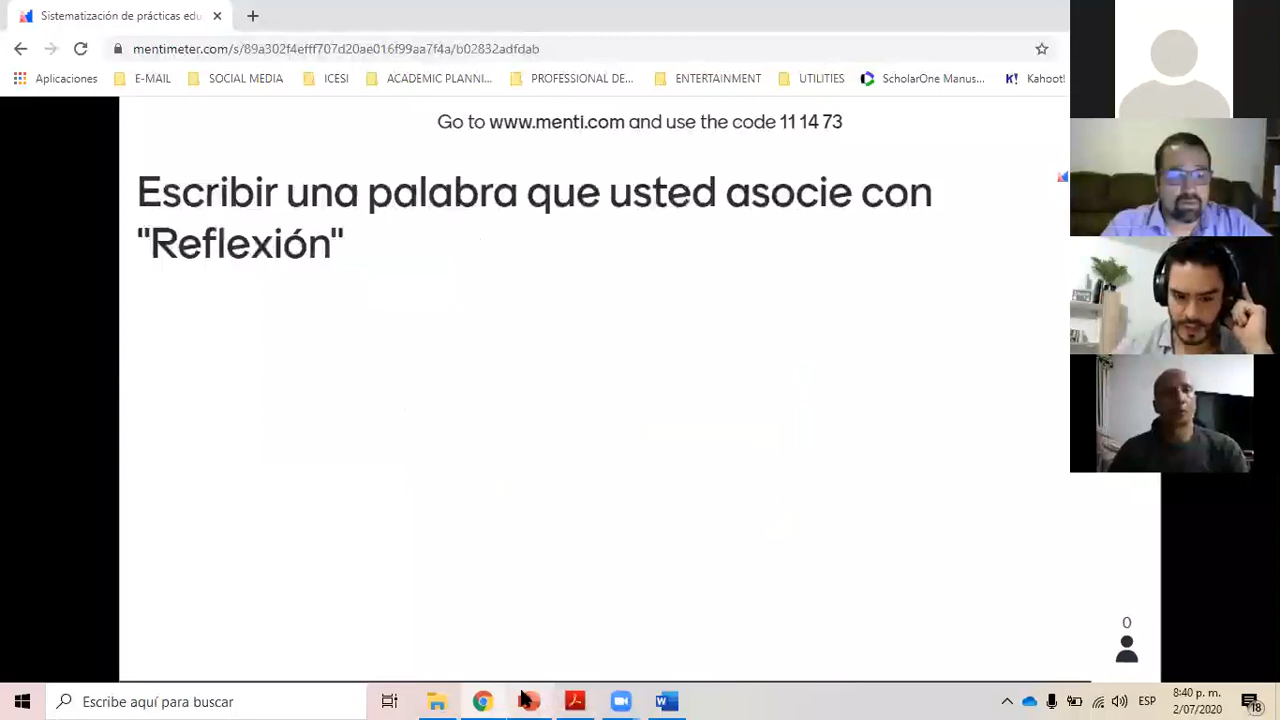 Sistematización de prácticas edu
mentimeter.com/s/89a302f4efff707d20ae016f99aa7f4a/b02832adfdab
Aplicaciones E-MAIL SOCIAL MEDIA ICESI ACADEMIC PLANNI... PROFESSIONAL DE... ENTERTAINMENT UTILITIES ScholarOne Manus... K! Kahoot!
Go to www.menti.com and use the code 11 14 73
Escribir una palabra que usted asocie con
"Reflexión"
0
Escribe aquí para buscar
ESP
8:40 p. m.
2/07/2020
18